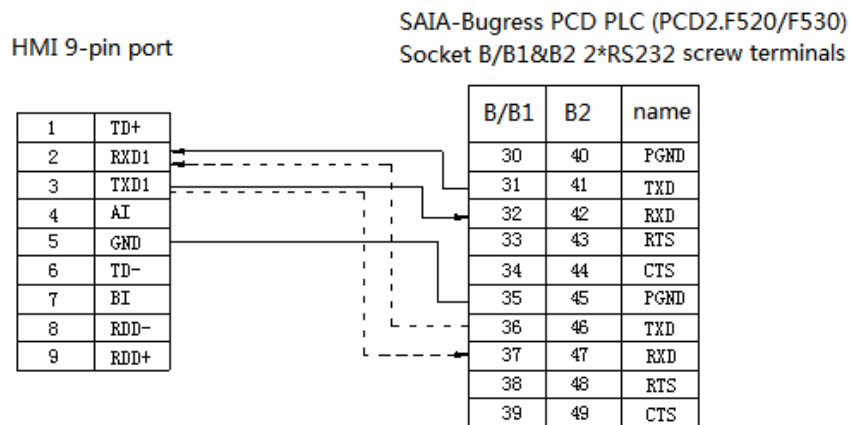 SAIA-Bugress PCD PLC (PCD2.F520/F530)
HMI 9-pin port
Socket B/B1&B2 2*RS232 screw terminals
1 TD+
2 RXD1
3 TXD1
4 AI
5 GND
6 TD-
7 BI
8 RDD-
9 RDD+
B/B1 B2 name
30 40 PGND
31 41 TXD
32 42 RXD
33 43 RTS
34 44 CTS
35 45 PGND
36 46 TXD
37 47 RXD
38 48 RTS
39 49 CTS